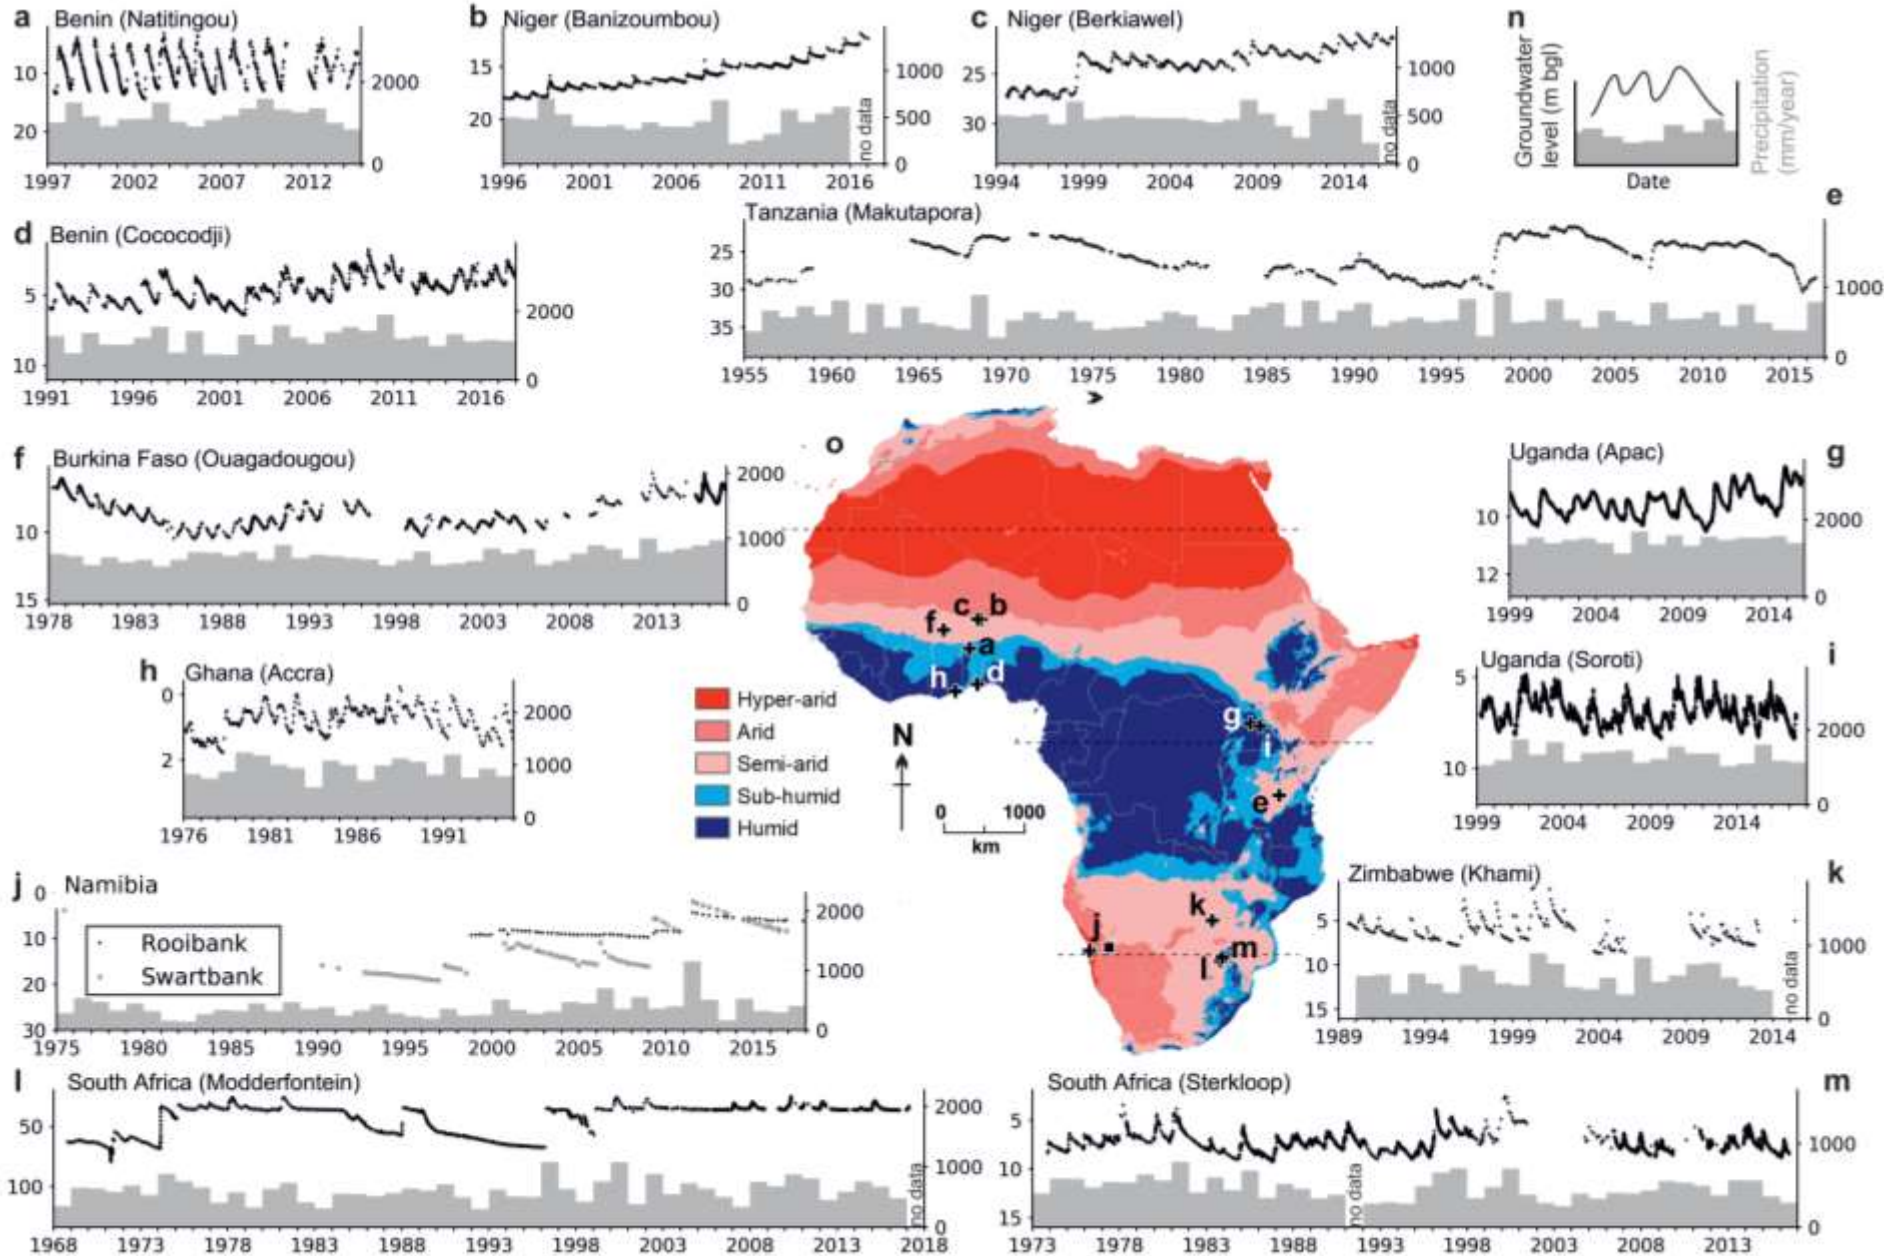 a Benin (Natitingou)
10
20
2000
0
1997 2002 2007 2012
b Niger (Banizoumbou)
15
20
1000
500
0
no data
1996 2001 2006 2011 2016
c Niger (Berkiawel)
25
30
1000
500
0
no data
1994 1999 2004 2009 2014
n
Groundwater
level (m bgl)
Precipitation
(mm/year)
Date
d Benin (Cococodji)
5
10
2000
0
1991 1996 2001 2006 2011 2016
Tanzania (Makutapora) e
25
30
35
1000
0
1955 1960 1965 1970 1975 1980 1985 1990 1995 2000 2005 2010 2015
f Burkina Faso (Ouagadougou)
10
15
2000
1000
0
1978 1983 1988 1993 1998 2003 2008 2013
o
c b
f
a
h d
g
i
e
k
j
m
l
Hyper-arid
Arid
Semi-arid
Sub-humid
Humid
N
0 1000
km
Uganda (Apac) g
10
12
2000
0
1999 2004 2009 2014
h Ghana (Accra)
0
2
2000
1000
0
1976 1981 1986 1991
Uganda (Soroti) i
5
10
2000
0
1999 2004 2009 2014
j Namibia
0
10
20
30
Rooibank
Swartbank
2000
1000
0
1975 1980 1985 1990 1995 2000 2005 2010 2015
Zimbabwe (Khami) k
5
10
15
1000
0
no data
1989 1994 1999 2004 2009 2014
l South Africa (Modderfontein)
50
100
2000
1000
0
no data
1968 1973 1978 1983 1988 1993 1998 2003 2008 2013 2018
South Africa (Sterkloop) m
5
10
15
1000
0
no data
1973 1978 1983 1988 1993 1998 2003 2008 2013